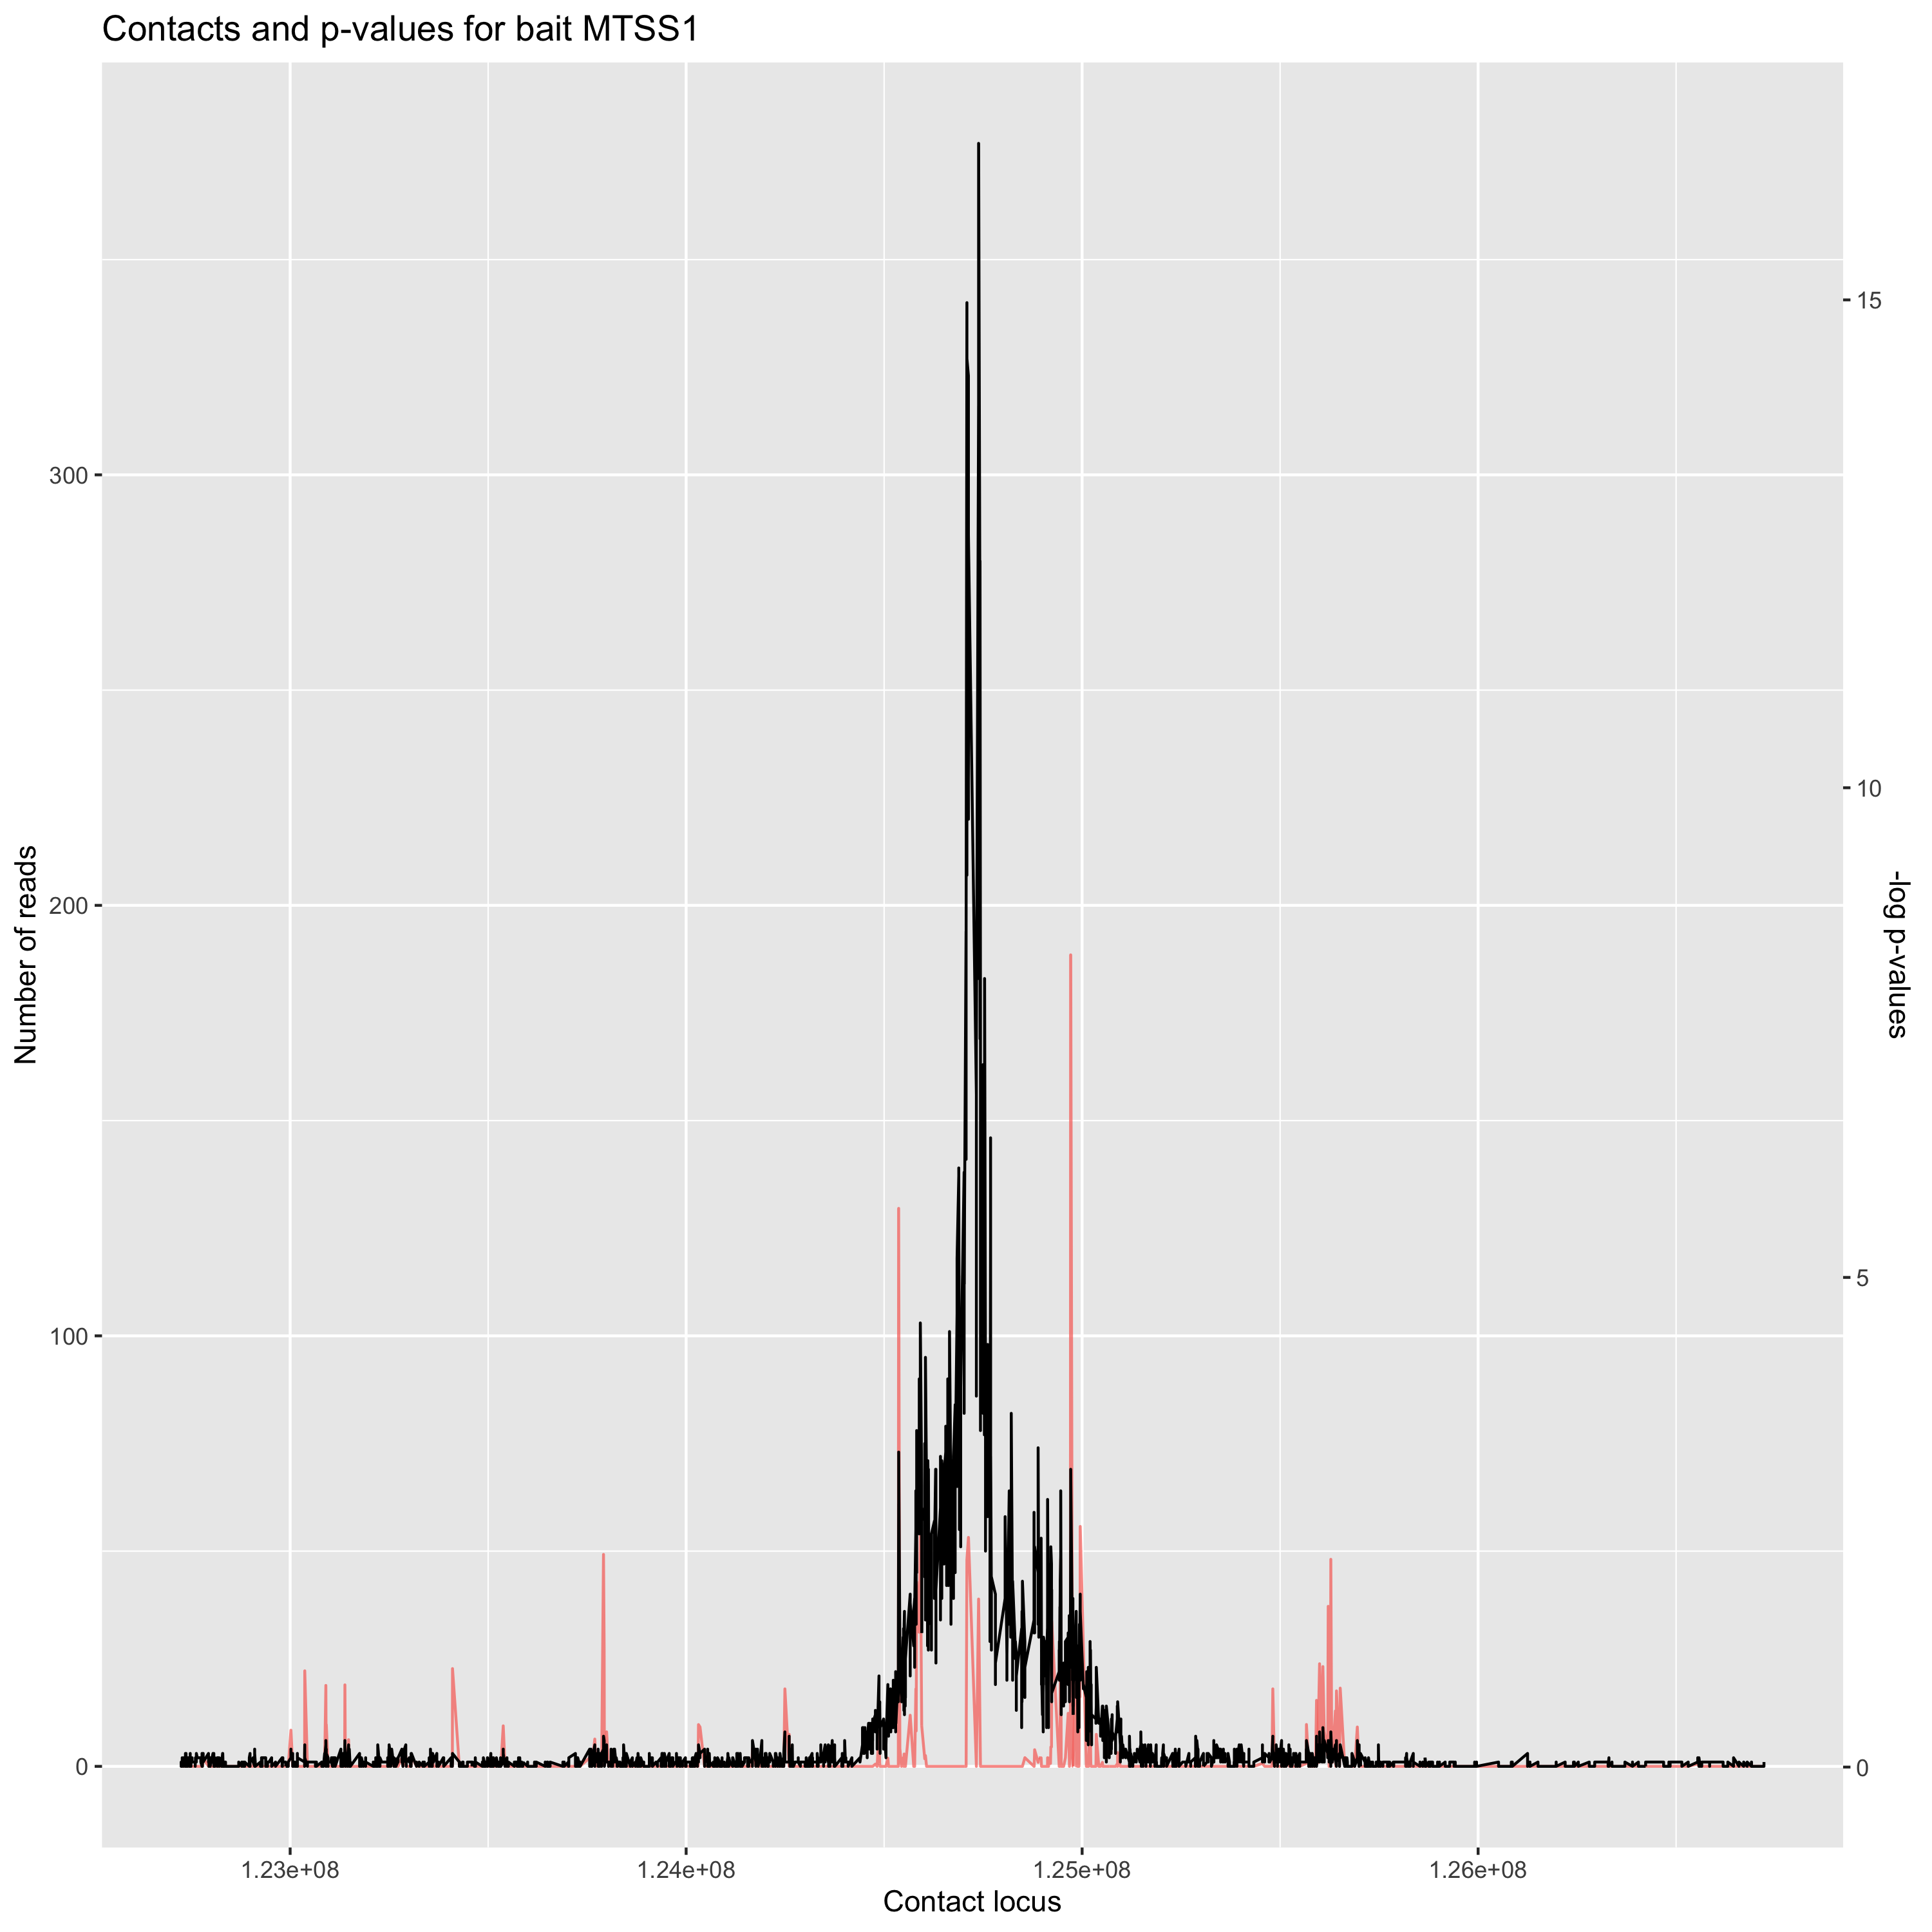 Contacts and p-values for bait MTSS1
Number of reads
300
200
100
0
15
10
5
0
-log p-values
1.23e+08
1.24e+08
1.25e+08
1.26e+08
Contact locus